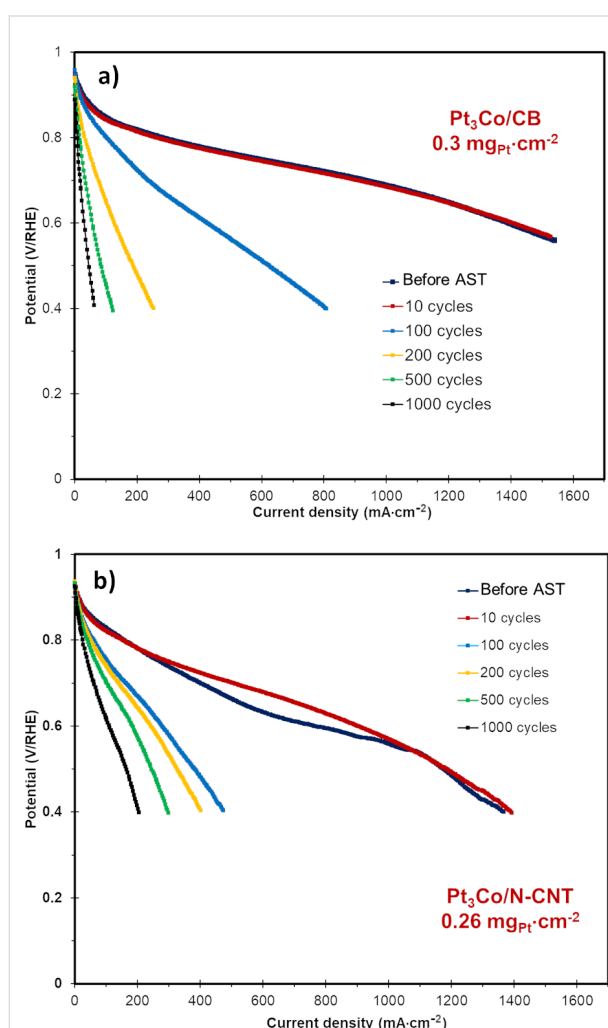 a)
Pt₃Co/CB
0.3 mgPt·cm⁻²
Potential (V/RHE)
1
0.8
0.6
0.4
0.2
0
Before AST
10 cycles
100 cycles
200 cycles
500 cycles
1000 cycles
0 200 400 600 800 1000 1200 1400 1600
Current density (mA·cm⁻²)
b)
Potential (V/RHE)
1
0.8
0.6
0.4
0.2
0
Before AST
10 cycles
100 cycles
200 cycles
500 cycles
1000 cycles
Pt₃Co/N-CNT
0.26 mgPt·cm⁻²
0 200 400 600 800 1000 1200 1400 1600
Current density (mA·cm⁻²)